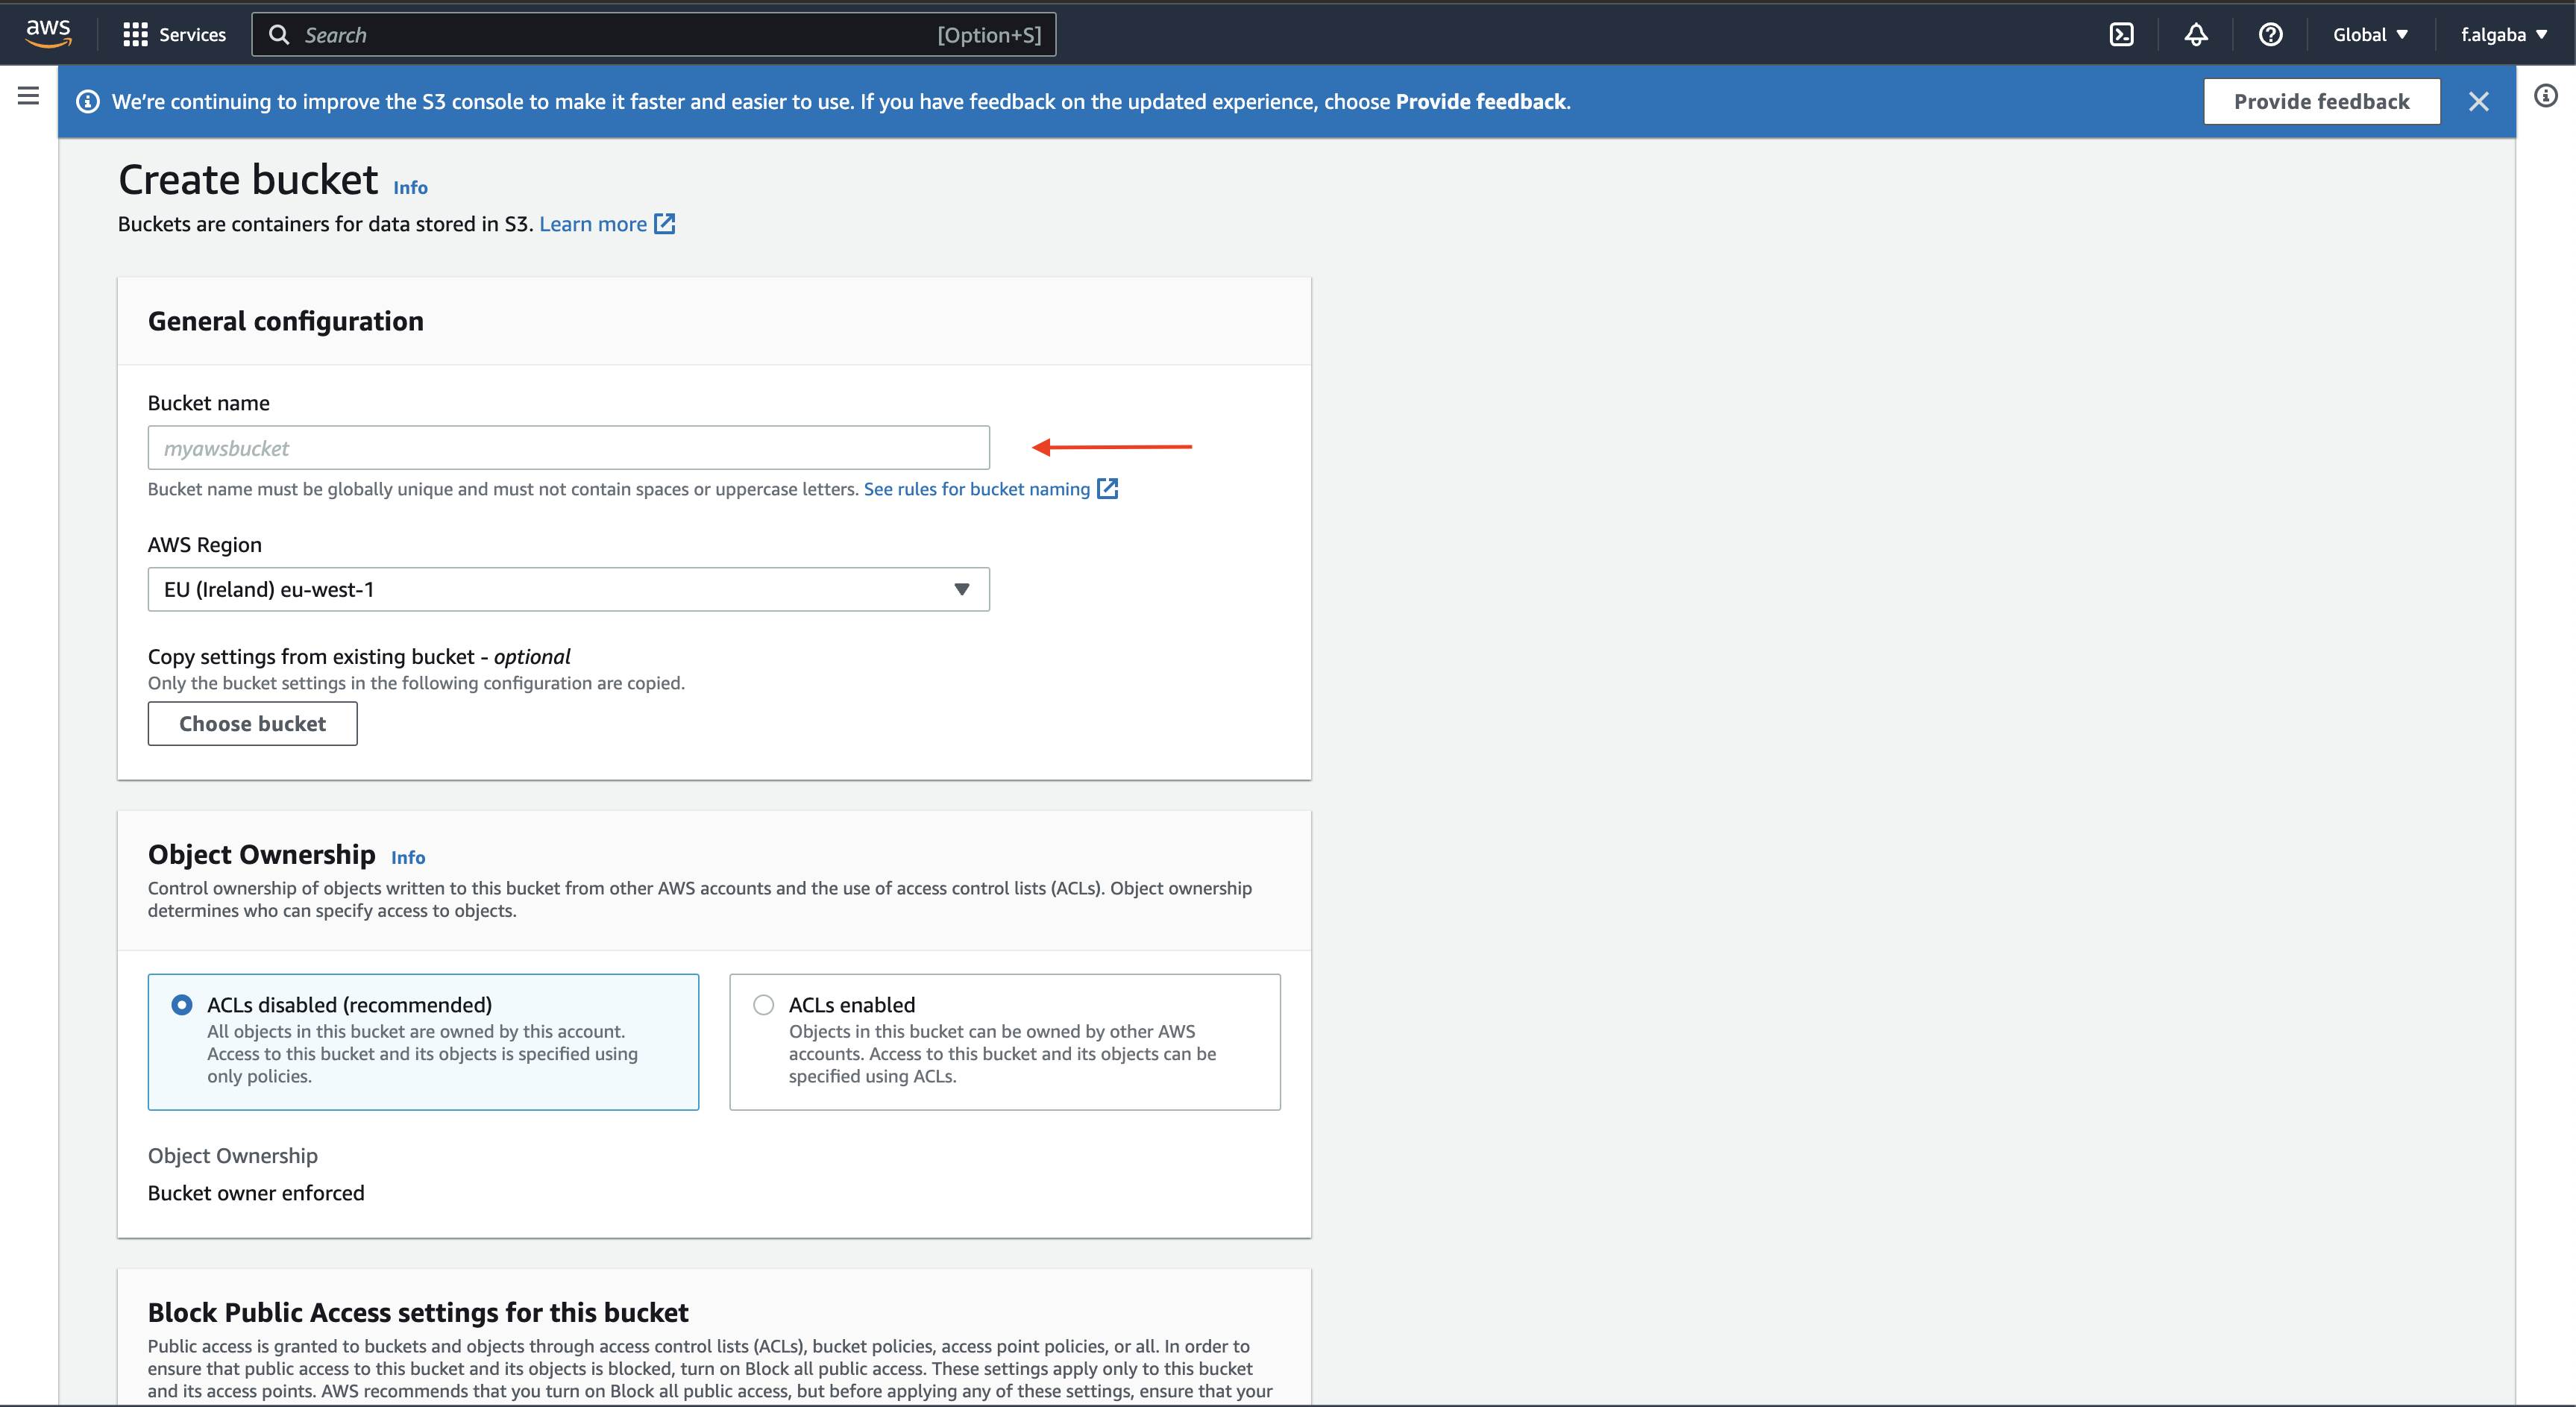 aws
Services
Search
[Option+S]
Global
f.algaba
We're continuing to improve the S3 console to make it faster and easier to use. If you have feedback on the updated experience, choose Provide feedback.
Provide feedback
Create bucket Info
Buckets are containers for data stored in S3. Learn more
General configuration
Bucket name
myawsbucket
Bucket name must be globally unique and must not contain spaces or uppercase letters. See rules for bucket naming
AWS Region
EU (Ireland) eu-west-1
Copy settings from existing bucket - optional
Only the bucket settings in the following configuration are copied.
Choose bucket
Object Ownership Info
Control ownership of objects written to this bucket from other AWS accounts and the use of access control lists (ACLs). Object ownership
determines who can specify access to objects.
ACLs disabled (recommended)
All objects in this bucket are owned by this account.
Access to this bucket and its objects is specified using
only policies.
ACLs enabled
Objects in this bucket can be owned by other AWS
accounts. Access to this bucket and its objects can be
specified using ACLs.
Object Ownership
Bucket owner enforced
Block Public Access settings for this bucket
Public access is granted to buckets and objects through access control lists (ACLs), bucket policies, access point policies, or all. In order to
ensure that public access to this bucket and its objects is blocked, turn on Block all public access. These settings apply only to this bucket
and its access points. AWS recommends that you turn on Block all public access, but before applying any of these settings, ensure that your